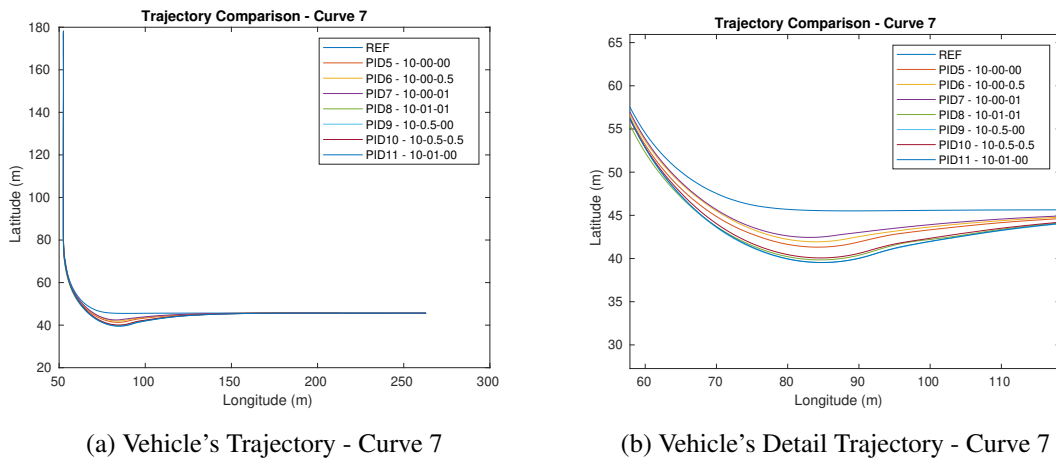 Trajectory Comparison - Curve 7
180
160
140
120
100
80
60
40
20
Latitude (m)
50
100
150
200
250
300
Longitude (m)
REF
PID5 - 10-00-00
PID6 - 10-00-0.5
PID7 - 10-00-01
PID8 - 10-01-01
PID9 - 10-0.5-00
PID10 - 10-0.5-0.5
PID11 - 10-01-00
(a) Vehicle's Trajectory - Curve 7
Trajectory Comparison - Curve 7
65
60
55
50
45
40
35
30
Latitude (m)
60
70
80
90
100
110
Longitude (m)
REF
PID5 - 10-00-00
PID6 - 10-00-0.5
PID7 - 10-00-01
PID8 - 10-01-01
PID9 - 10-0.5-00
PID10 - 10-0.5-0.5
PID11 - 10-01-00
(b) Vehicle's Detail Trajectory - Curve 7